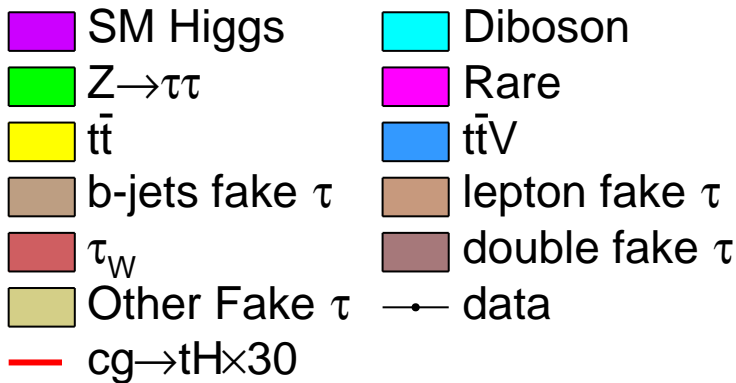 SM Higgs Diboson
Z→ττ Rare
tt̄ tt̄V
b-jets fake τ lepton fake τ
τ_W double fake τ
Other Fake τ data
cg→tH×30